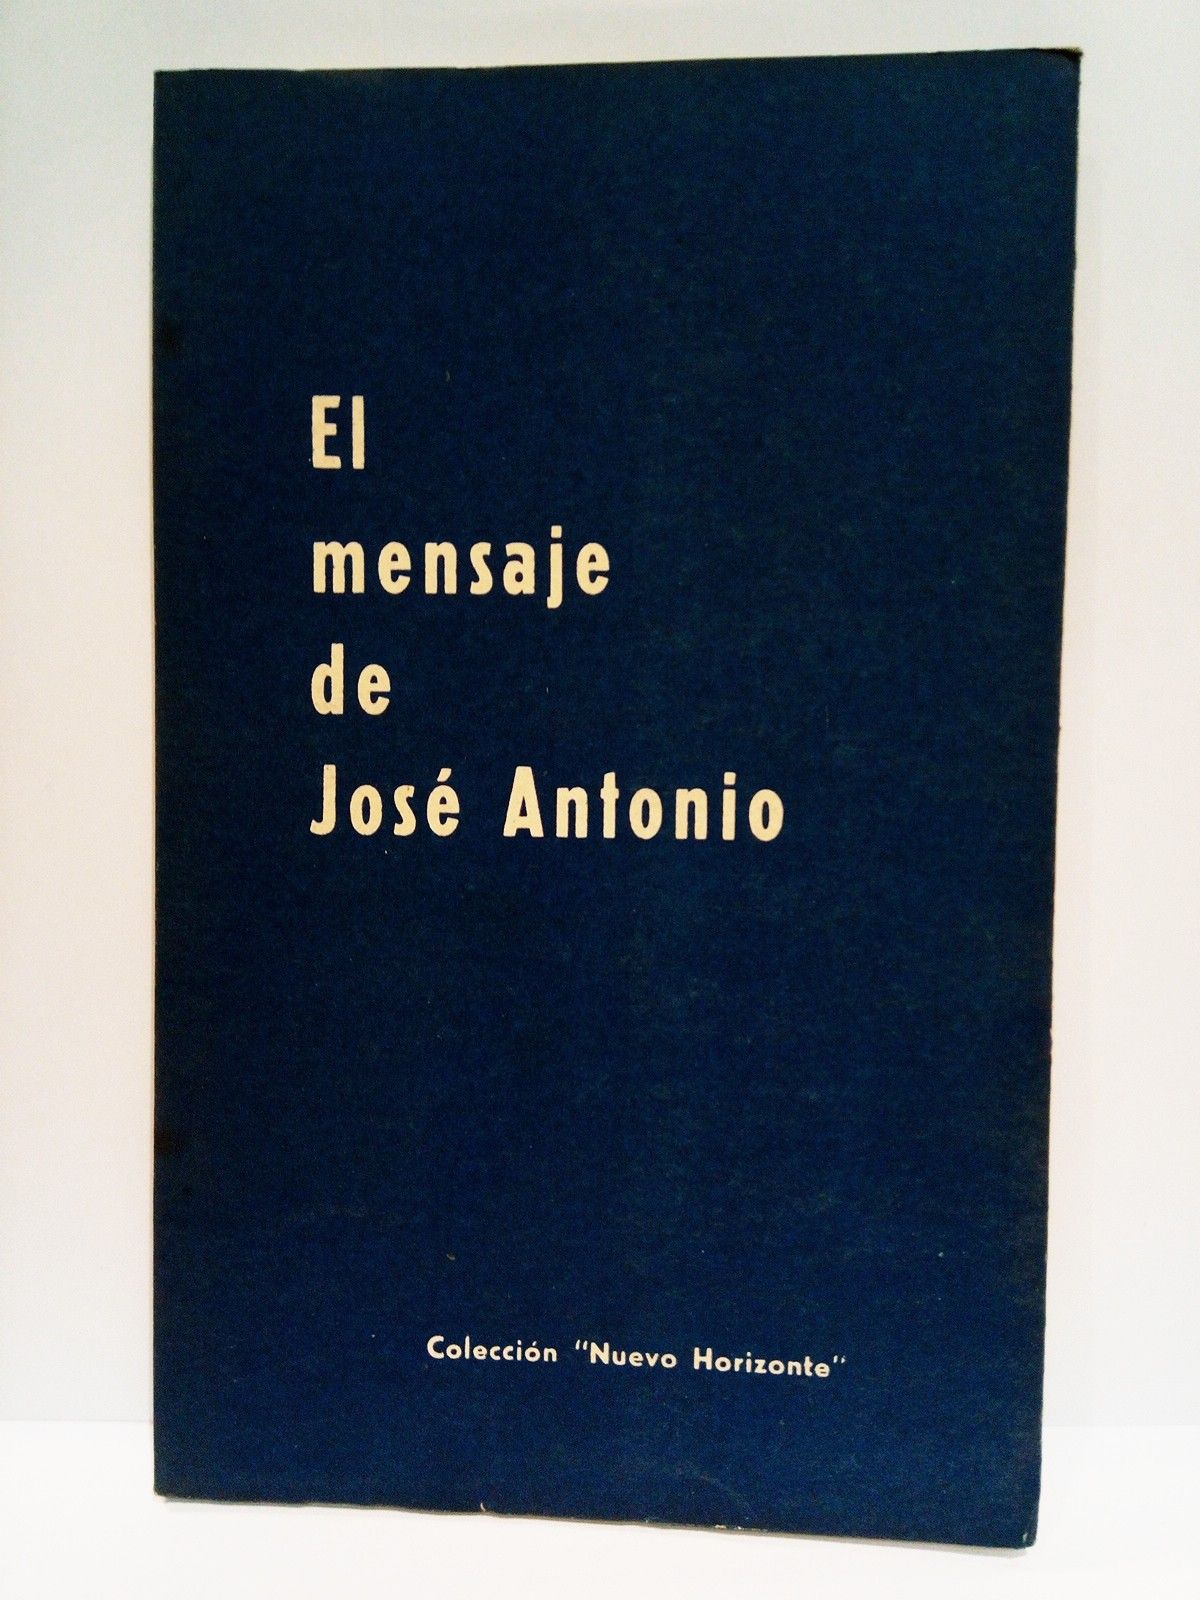 El
mensaje
de
José Antonio
Colección "Nuevo Horizonte"